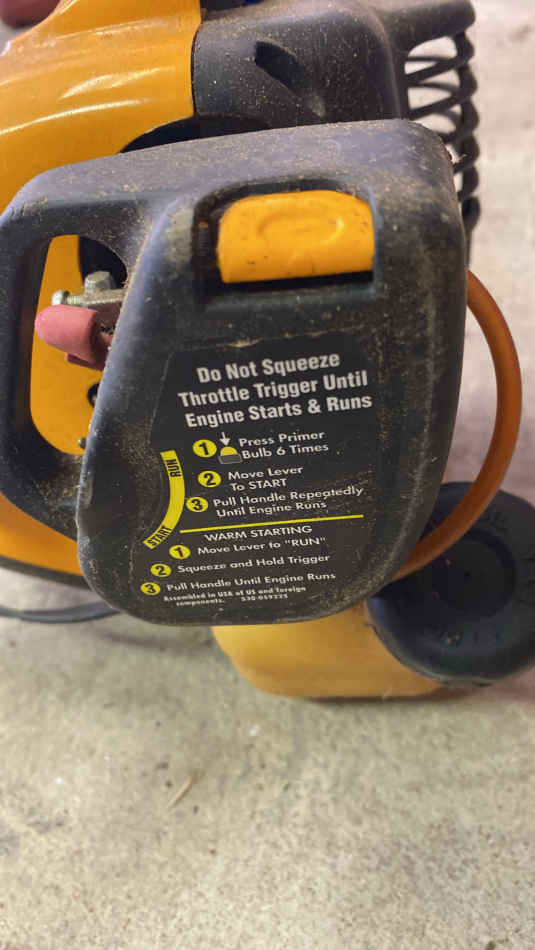 Do Not Squeeze
Throttle Trigger Until
Engine Starts & Runs
1 Press Primer
Bulb 6 Times
2 Move Lever
To START
3 Pull Handle Repeatedly
Until Engine Runs
RUN
START
WARM STARTING
1 Move Lever to "RUN"
2 Squeeze and Hold Trigger
3 Pull Handle Until Engine Runs
Assembled in USA of US and foreign
components. 530-059225